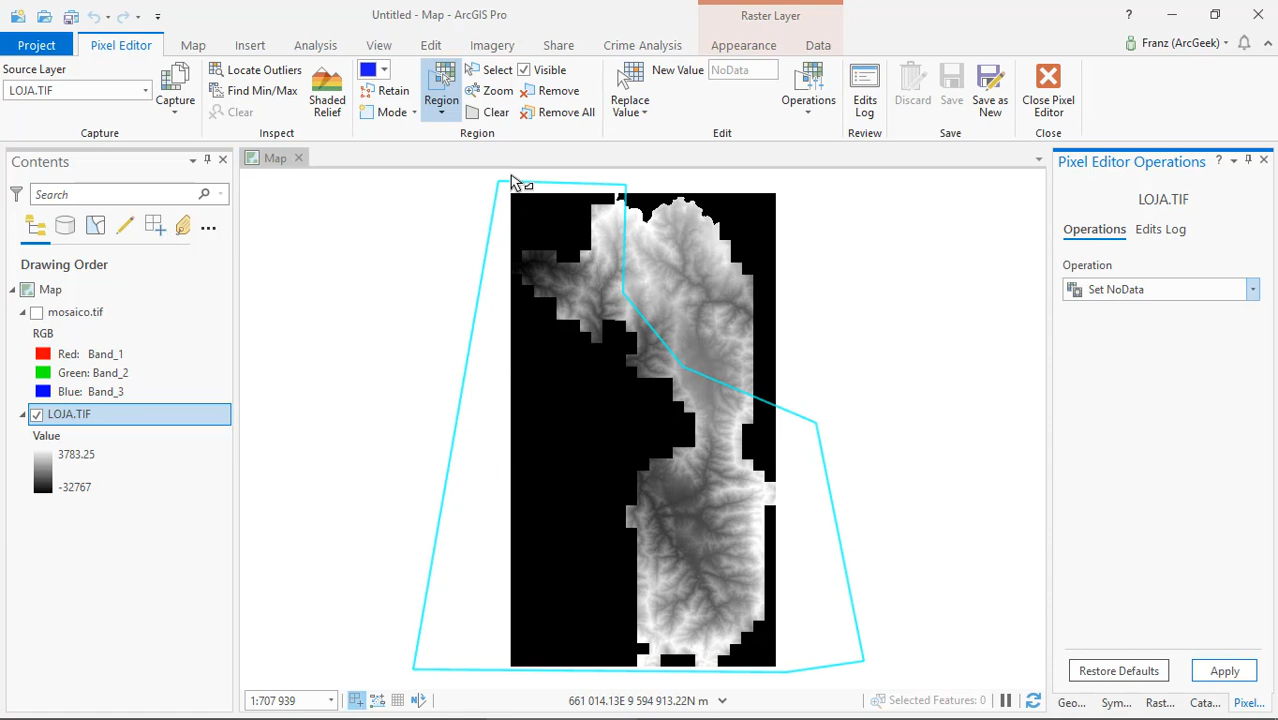 Untitled - Map - ArcGIS Pro
Raster Layer
?
Project
Pixel Editor
Map
Insert
Analysis
View
Edit
Imagery
Share
Crime Analysis
Appearance
Data
Franz (ArcGeek)
Source Layer
LOJA.TIF
Capture
Capture
Locate Outliers
Find Min/Max
Clear
Shaded Relief
Inspect
Retain
Mode
Region
Select
Zoom
Clear
Visible
Remove
Remove All
Region
Replace Value
New Value
NoData
Operations
Edit
Edits Log
Review
Discard
Save
Save as New
Save
Close Pixel Editor
Close
Contents
Search
Drawing Order
Map
mosaico.tif
RGB
Red: Band_1
Green: Band_2
Blue: Band_3
LOJA.TIF
Value
3783.25
-32767
Map
1:707 939
661 014.13E 9 594 913.22N m
Selected Features: 0
Pixel Editor Operations
?
LOJA.TIF
Operations
Edits Log
Operation
Set NoData
Restore Defaults
Apply
Geo...
Sym...
Rast...
Cata...
Pixel...